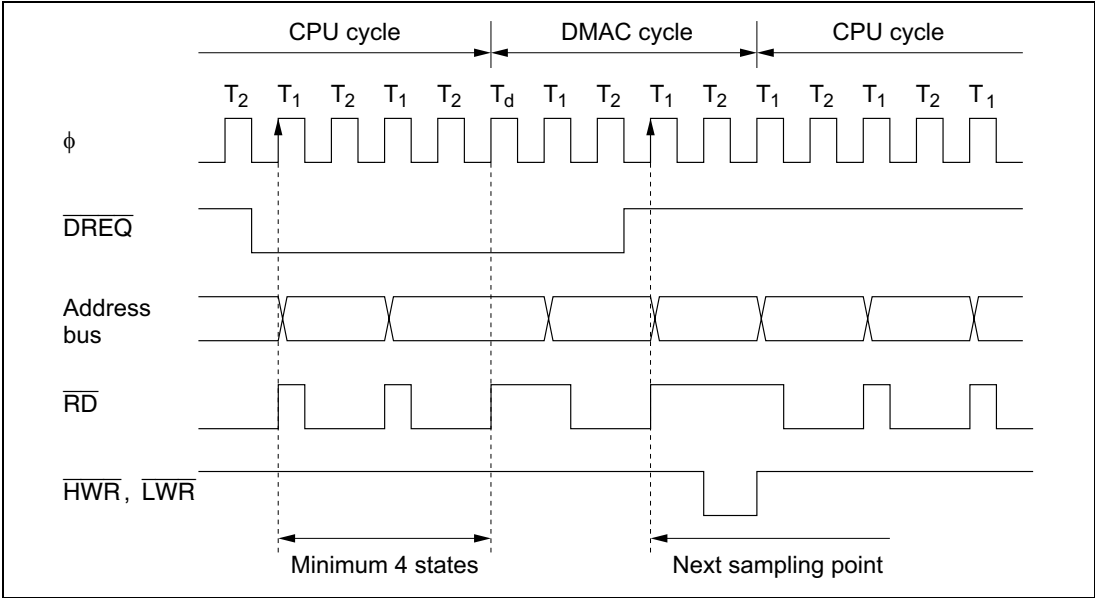 CPU cycle DMAC cycle CPU cycle
T2 T1 T2 T1 T2 Td T1 T2 T1 T2 T1 T2 T1 T2 T1
ϕ
DREQ
Address
bus
RD
HWR, LWR
Minimum 4 states Next sampling point